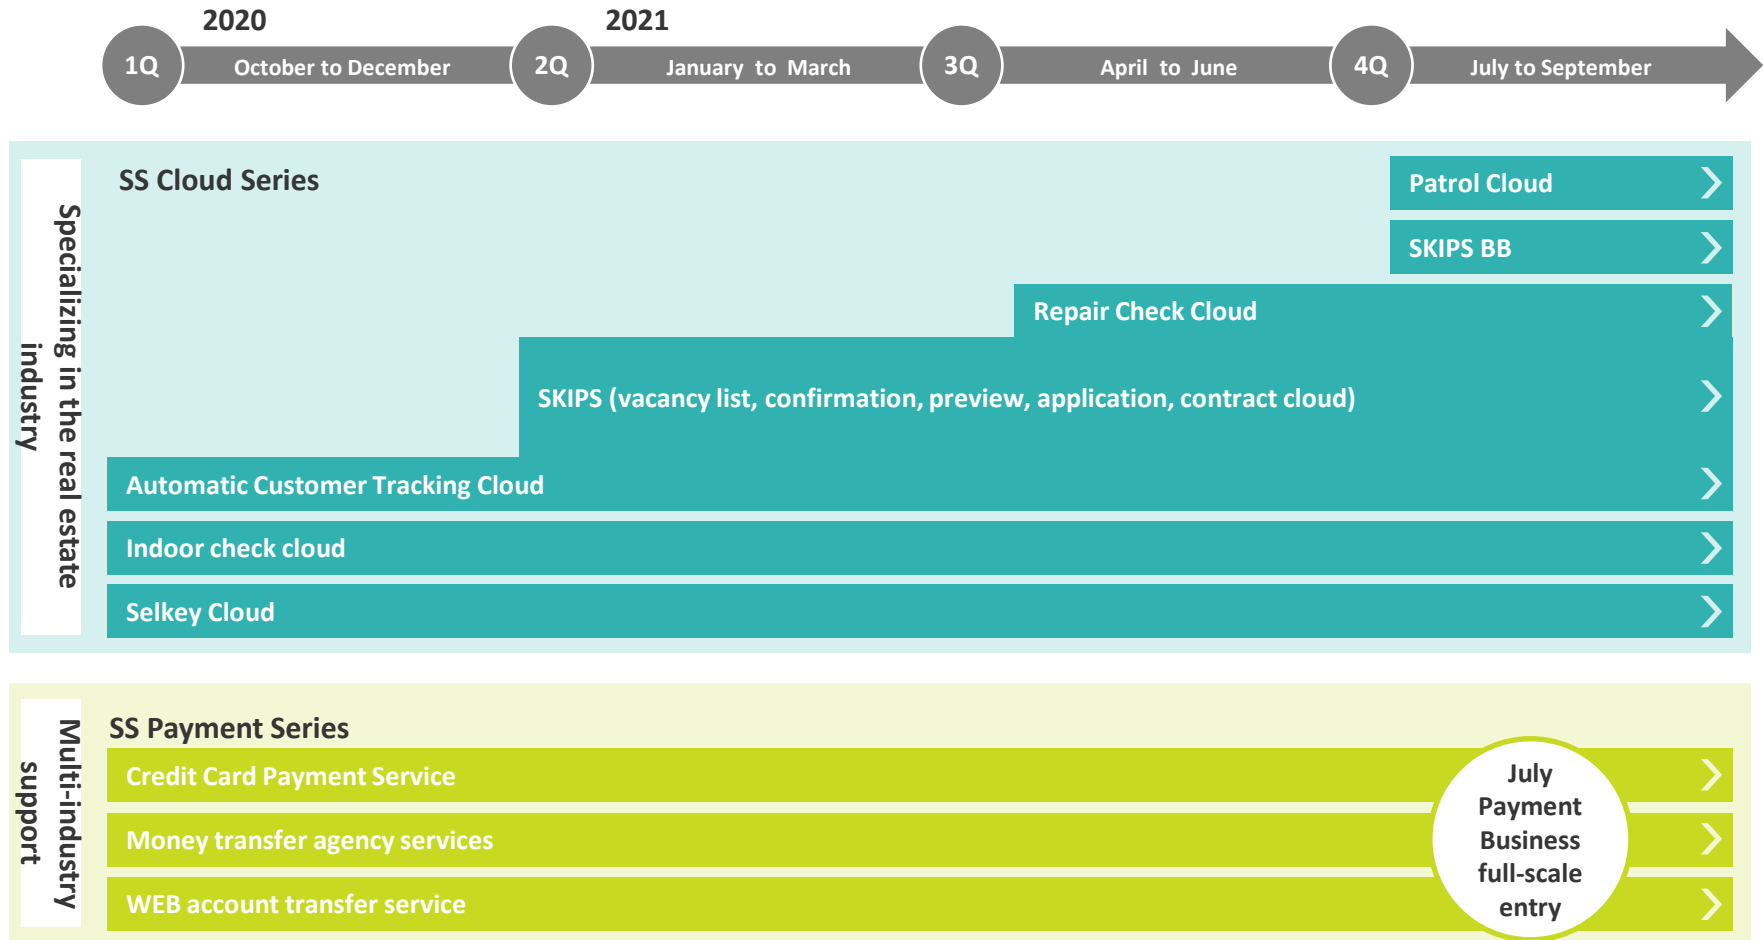 2020
2021
1Q
October to December
2Q
January to March
3Q
April to June
4Q
July to September
Specializing in the real estate
industry
SS Cloud Series
Patrol Cloud
SKIPS BB
Repair Check Cloud
SKIPS (vacancy list, confirmation, preview, application, contract cloud)
Automatic Customer Tracking Cloud
Indoor check cloud
Selkey Cloud
Multi-industry
support
SS Payment Series
Credit Card Payment Service
Money transfer agency services
WEB account transfer service
July
Payment
Business
full-scale
entry